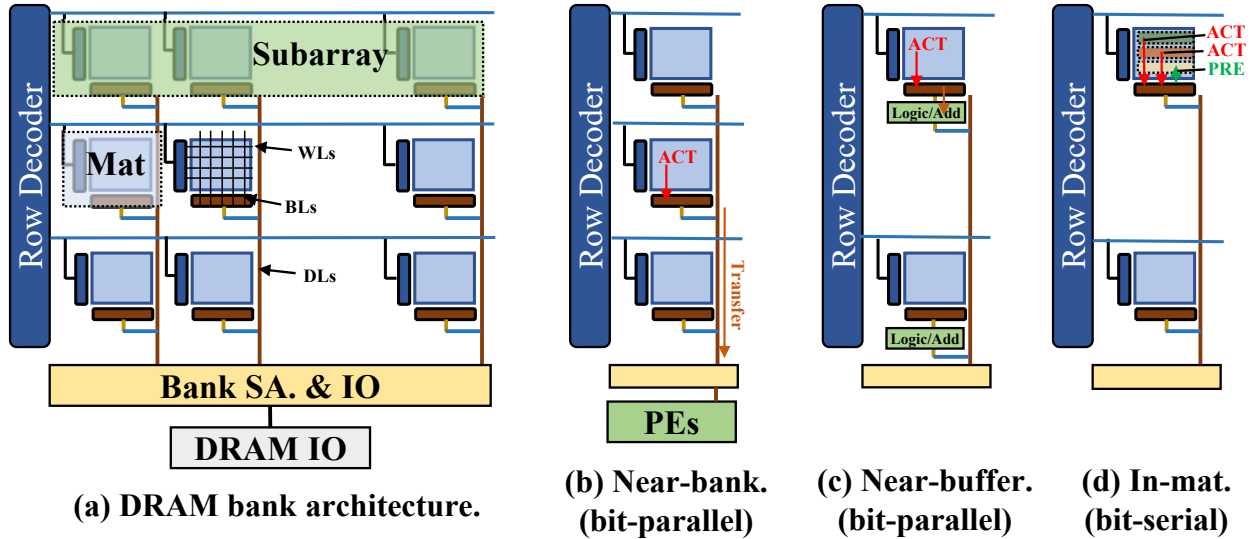 Row Decoder
Subarray
Mat
WLs
BLs
DLs
Bank SA. & IO
DRAM IO
(a) DRAM bank architecture.
Row Decoder
ACT
Transfer
PEs
(b) Near-bank.
(bit-parallel)
Row Decoder
ACT
Logic/Add
Logic/Add
(c) Near-buffer.
(bit-parallel)
Row Decoder
ACT
ACT
PRE
(d) In-mat.
(bit-serial)